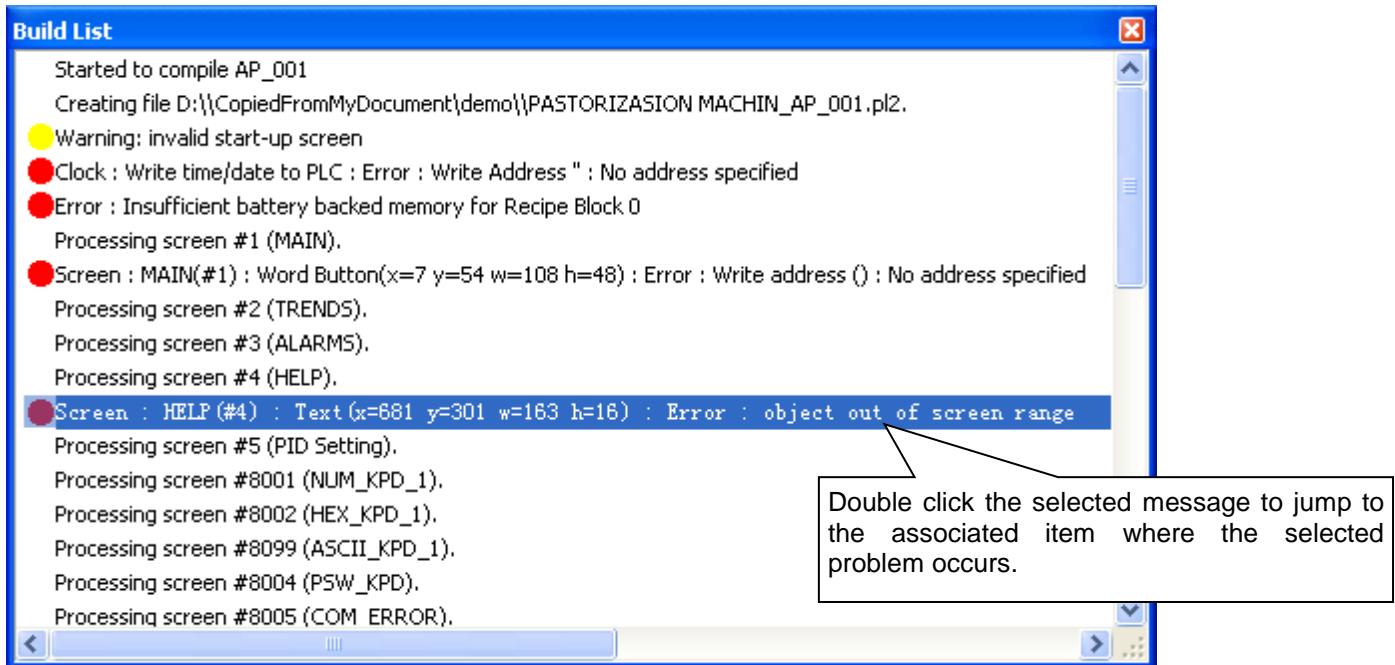 Build List
Started to compile AP_001
Creating file D:\\CopiedFromMyDocument\demo\\PASTORIZASION MACHIN_AP_001.pl2.
Warning: invalid start-up screen
Clock : Write time/date to PLC : Error : Write Address '' : No address specified
Error : Insufficient battery backed memory for Recipe Block 0
Processing screen #1 (MAIN).
Screen : MAIN(#1) : Word Button(x=7 y=54 w=108 h=48) : Error : Write address () : No address specified
Processing screen #2 (TRENDS).
Processing screen #3 (ALARMS).
Processing screen #4 (HELP).
Screen : HELP(#4) : Text(x=681 y=301 w=163 h=16) : Error : object out of screen range
Processing screen #5 (PID Setting).
Processing screen #8001 (NUM_KPD_1).
Processing screen #8002 (HEX_KPD_1).
Processing screen #8099 (ASCII_KPD_1).
Processing screen #8004 (PSW_KPD).
Processing screen #8005 (COM_ERROR).
Double click the selected message to jump to
the associated item where the selected
problem occurs.